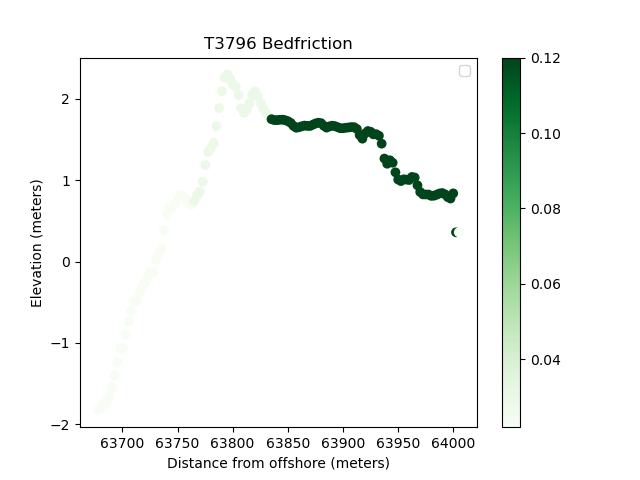 T3796 Bedfriction
Elevation (meters)
2
1
0
−1
−2
63700 63750 63800 63850 63900 63950 64000
Distance from offshore (meters)
0.12
0.10
0.08
0.06
0.04